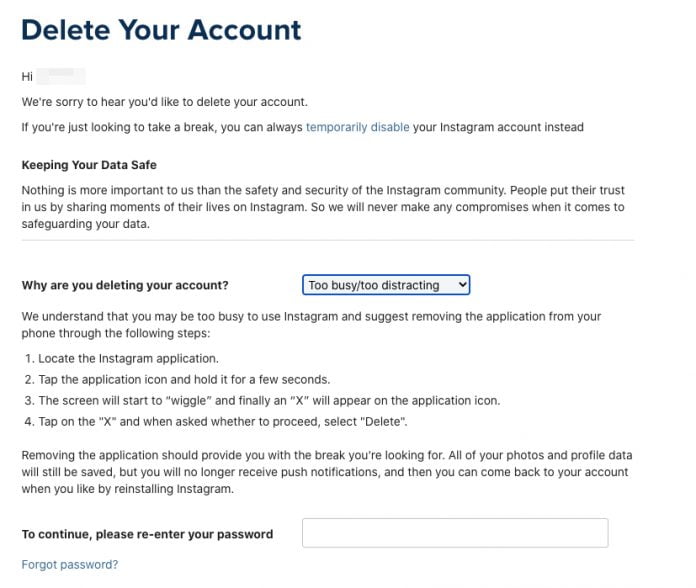 Delete Your Account
Hi
We're sorry to hear you'd like to delete your account.
If you're just looking to take a break, you can always temporarily disable your Instagram account instead
Keeping Your Data Safe
Nothing is more important to us than the safety and security of the Instagram community. People put their trust
in us by sharing moments of their lives on Instagram. So we will never make any compromises when it comes to
safeguarding your data.
Why are you deleting your account? Too busy/too distracting
We understand that you may be too busy to use Instagram and suggest removing the application from your
phone through the following steps:
1. Locate the Instagram application.
2. Tap the application icon and hold it for a few seconds.
3. The screen will start to “wiggle” and finally an “X” will appear on the application icon.
4. Tap on the "X" and when asked whether to proceed, select "Delete".
Removing the application should provide you with the break you're looking for. All of your photos and profile data
will still be saved, but you will no longer receive push notifications, and then you can come back to your account
when you like by reinstalling Instagram.
To continue, please re-enter your password
Forgot password?